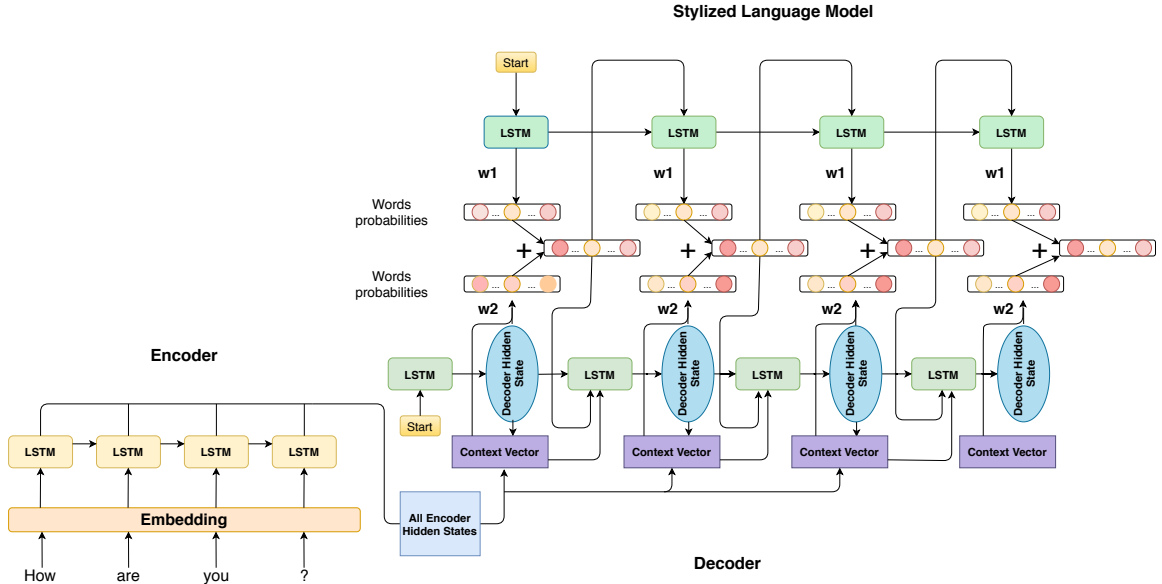 Stylized Language Model
Start
LSTM
LSTM
LSTM
LSTM
w1
w1
w1
w1
Words
probabilities
... ...
... ...
... ...
... ...
+
... ...
+
... ...
+
... ...
+
... ...
Words
probabilities
... ...
... ...
... ...
... ...
w2
w2
w2
w2
Encoder
LSTM
Decoder Hidden
State
LSTM
Decoder Hidden
State
LSTM
Decoder Hidden
State
LSTM
Decoder Hidden
State
Start
LSTM
LSTM
LSTM
LSTM
Context Vector
Context Vector
Context Vector
Context Vector
Embedding
All Encoder
Hidden States
How
are
you
?
Decoder